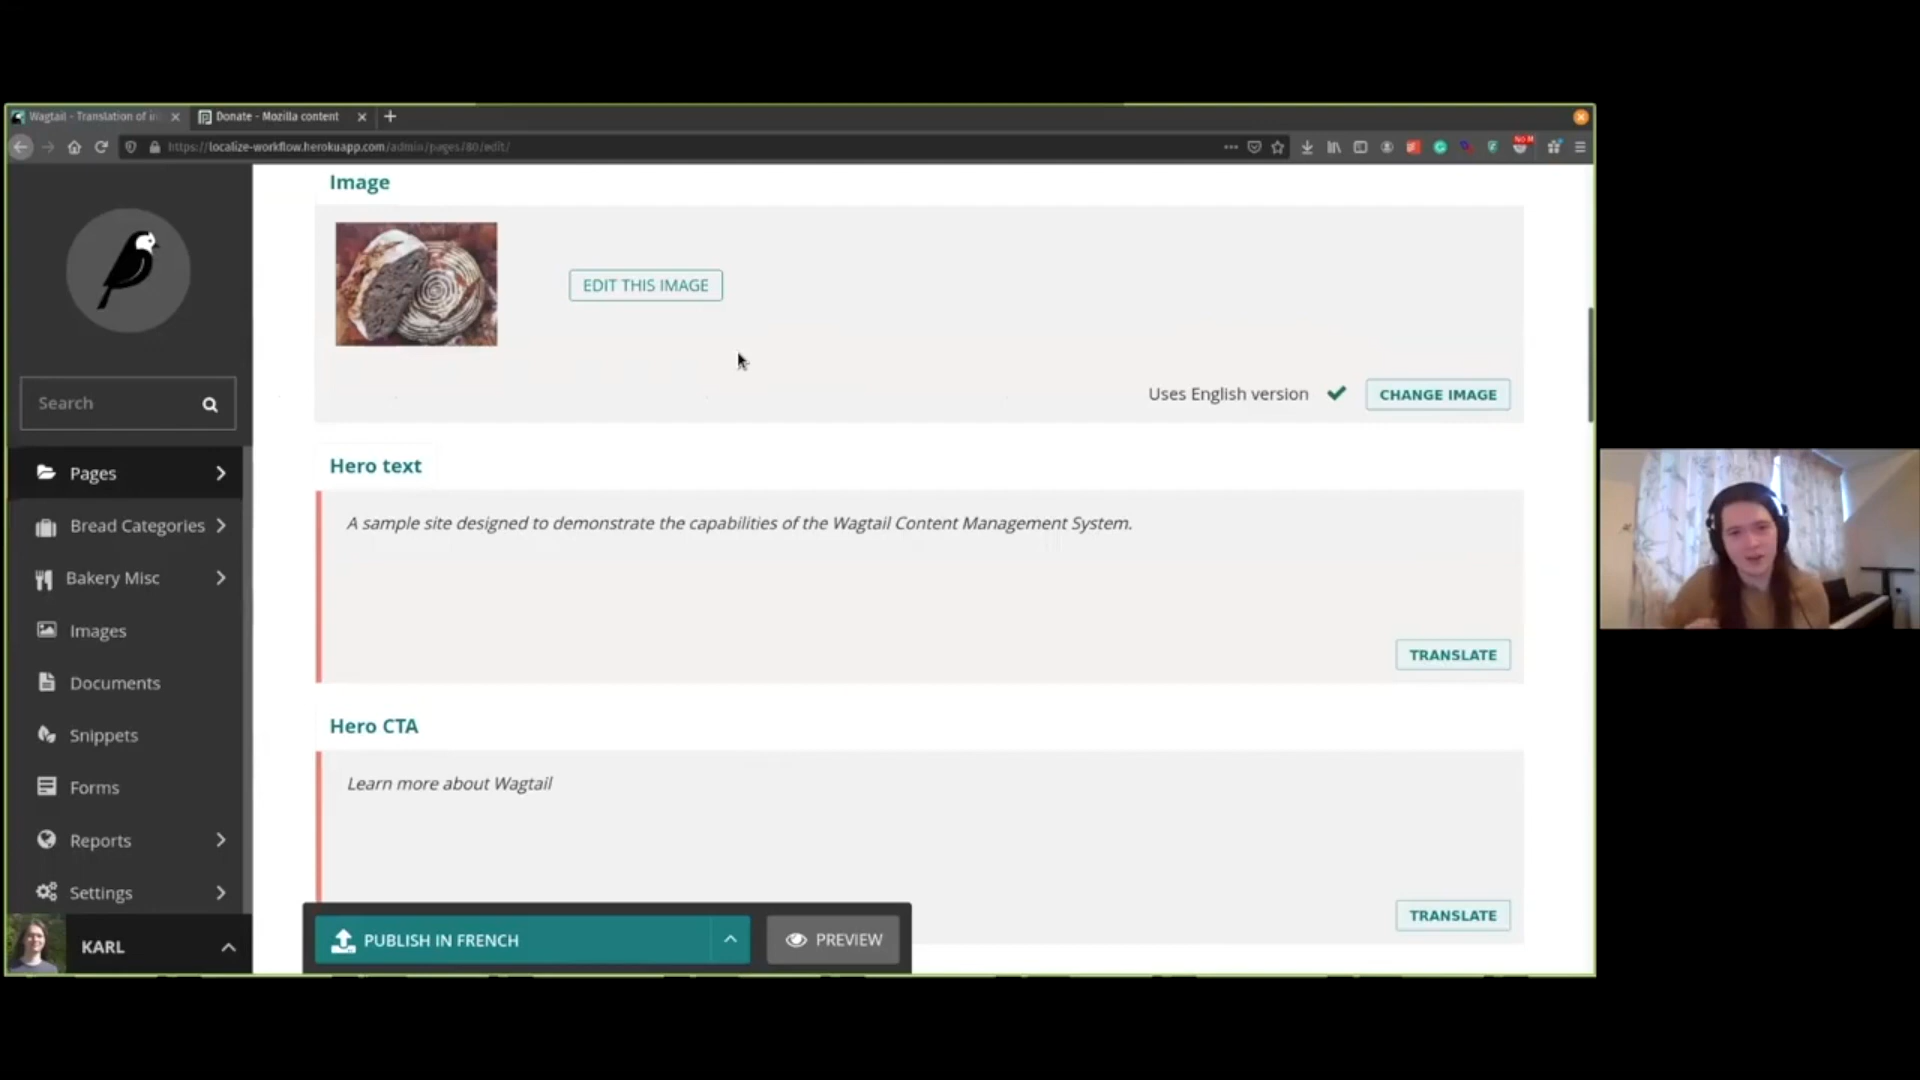 Wagtail - Translation of in
Donate - Mozilla content
https://localize-workflow.herokuapp.com/admin/pages/80/edit/
Image
EDIT THIS IMAGE
Uses English version
CHANGE IMAGE
Search
Hero text
Pages
A sample site designed to demonstrate the capabilities of the Wagtail Content Management System.
Bread Categories
Bakery Misc
Images
TRANSLATE
Documents
Hero CTA
Snippets
Learn more about Wagtail
Forms
Reports
Settings
TRANSLATE
KARL
PUBLISH IN FRENCH
PREVIEW